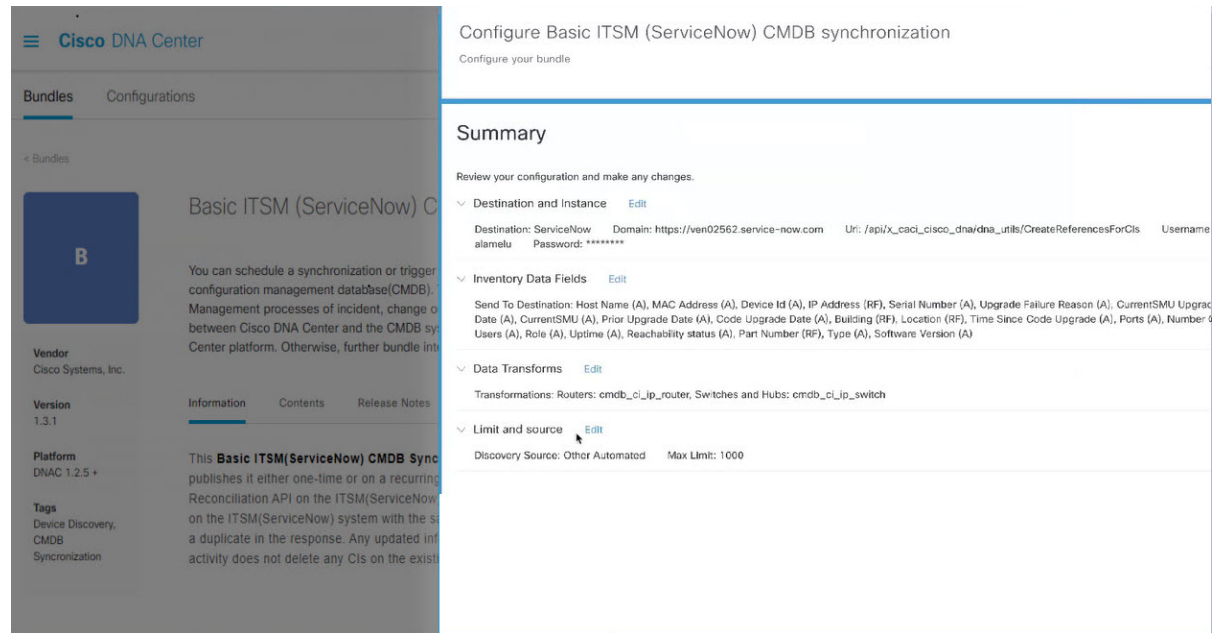 Cisco DNA Center
Bundles Configurations
< Bundles
B
Vendor
Cisco Systems, Inc.
Version
1.3.1
Platform
DNAC 1.2.5 +
Tags
Device Discovery,
CMDB
Syncronization
Basic ITSM (ServiceNow) C
You can schedule a synchronization or trigger
configuration management database(CMDB).
Management processes of incident, change o
between Cisco DNA Center and the CMDB sy
Center platform. Otherwise, further bundle int
Information Contents Release Notes
This Basic ITSM(ServiceNow) CMDB Sync
publishes it either one-time or on a recurring
Reconciliation API on the ITSM(ServiceNow
on the ITSM(ServiceNow) system with the sa
a duplicate in the response. Any updated inf
activity does not delete any CIs on the existi
Configure Basic ITSM (ServiceNow) CMDB synchronization
Configure your bundle
Summary
Review your configuration and make any changes.
Destination and Instance Edit
Destination: ServiceNow Domain: https://ven02562.service-now.com Uri: /api/x_caci_cisco_dna/dna_utils/CreateReferencesForCIs Username
alamelu Password: ********
Inventory Data Fields Edit
Send To Destination: Host Name (A), MAC Address (A), Device Id (A), IP Address (RF), Serial Number (A), Upgrade Failure Reason (A), CurrentSMU Upgrad
Date (A), CurrentSMU (A), Prior Upgrade Date (A), Code Upgrade Date (A), Building (RF), Location (RF), Time Since Code Upgrade (A), Ports (A), Number
Users (A), Role (A), Uptime (A), Reachability status (A), Part Number (RF), Type (A), Software Version (A)
Data Transforms Edit
Transformations: Routers: cmdb_ci_ip_router, Switches and Hubs: cmdb_ci_ip_switch
Limit and source Edit
Discovery Source: Other Automated Max Limit: 1000